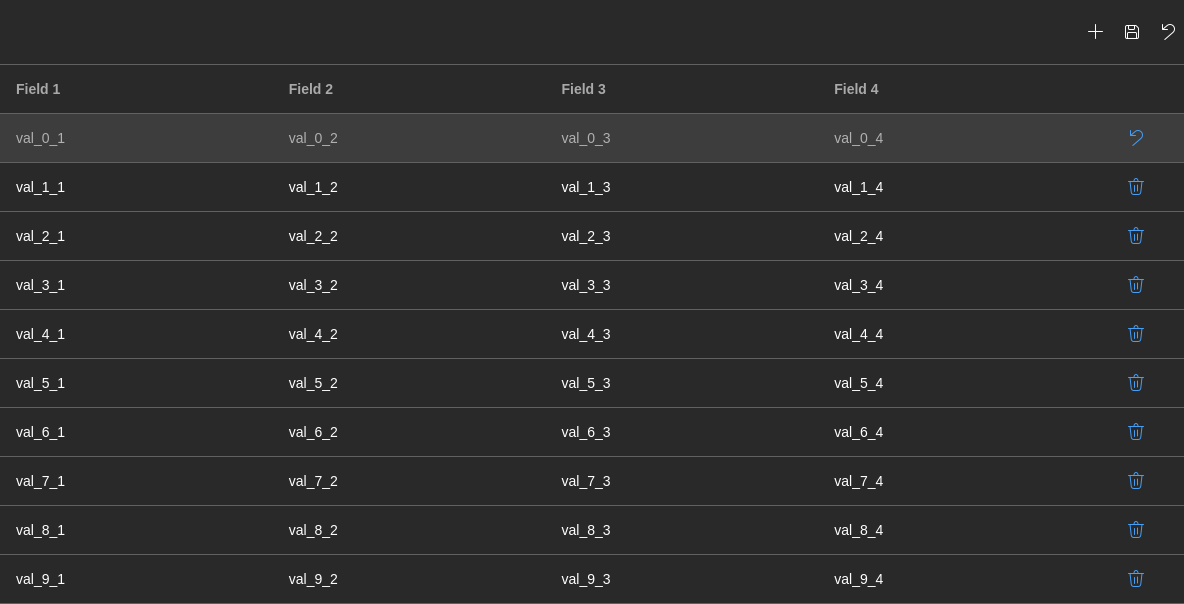 Field 1 Field 2 Field 3 Field 4
val_0_1 val_0_2 val_0_3 val_0_4
val_1_1 val_1_2 val_1_3 val_1_4
val_2_1 val_2_2 val_2_3 val_2_4
val_3_1 val_3_2 val_3_3 val_3_4
val_4_1 val_4_2 val_4_3 val_4_4
val_5_1 val_5_2 val_5_3 val_5_4
val_6_1 val_6_2 val_6_3 val_6_4
val_7_1 val_7_2 val_7_3 val_7_4
val_8_1 val_8_2 val_8_3 val_8_4
val_9_1 val_9_2 val_9_3 val_9_4